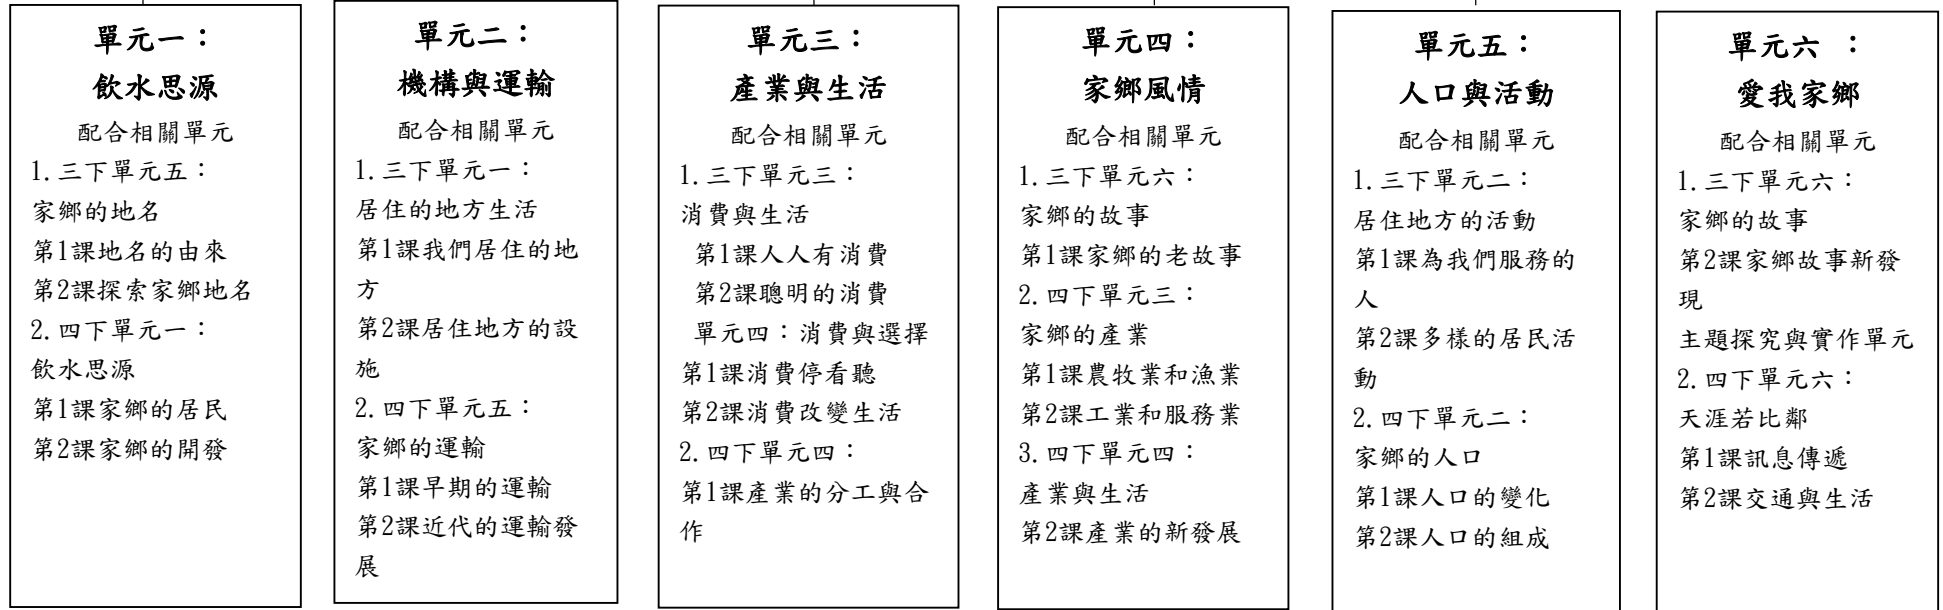 單元一：
飲水思源
配合相關單元
1.三下單元五：
家鄉的地名
第1課地名的由來
第2課探索家鄉地名
2.四下單元一：
飲水思源
第1課家鄉的居民
第2課家鄉的開發
單元二：
機構與運輸
配合相關單元
1.三下單元一：
居住的地方生活
第1課我們居住的地
方
第2課居住地方的設
施
2.四下單元五：
家鄉的運輸
第1課早期的運輸
第2課近代的運輸發
展
單元三：
產業與生活
配合相關單元
1.三下單元三：
消費與生活
第1課人人有消費
第2課聰明的消費
單元四：消費與選擇
第1課消費停看聽
第2課消費改變生活
2.四下單元四：
第1課產業的分工與合
作
單元四：
家鄉風情
配合相關單元
1.三下單元六：
家鄉的故事
第1課家鄉的老故事
2.四下單元三：
家鄉的產業
第1課農牧業和漁業
第2課工業和服務業
3.四下單元四：
產業與生活
第2課產業的新發展
單元五：
人口與活動
配合相關單元
1.三下單元二：
居住地方的活動
第1課為我們服務的
人
第2課多樣的居民活
動
2.四下單元二：
家鄉的人口
第1課人口的變化
第2課人口的組成
單元六 ：
愛我家鄉
配合相關單元
1.三下單元六：
家鄉的故事
第2課家鄉故事新發
現
主題探究與實作單元
2.四下單元六：
天涯若比鄰
第1課訊息傳遞
第2課交通與生活